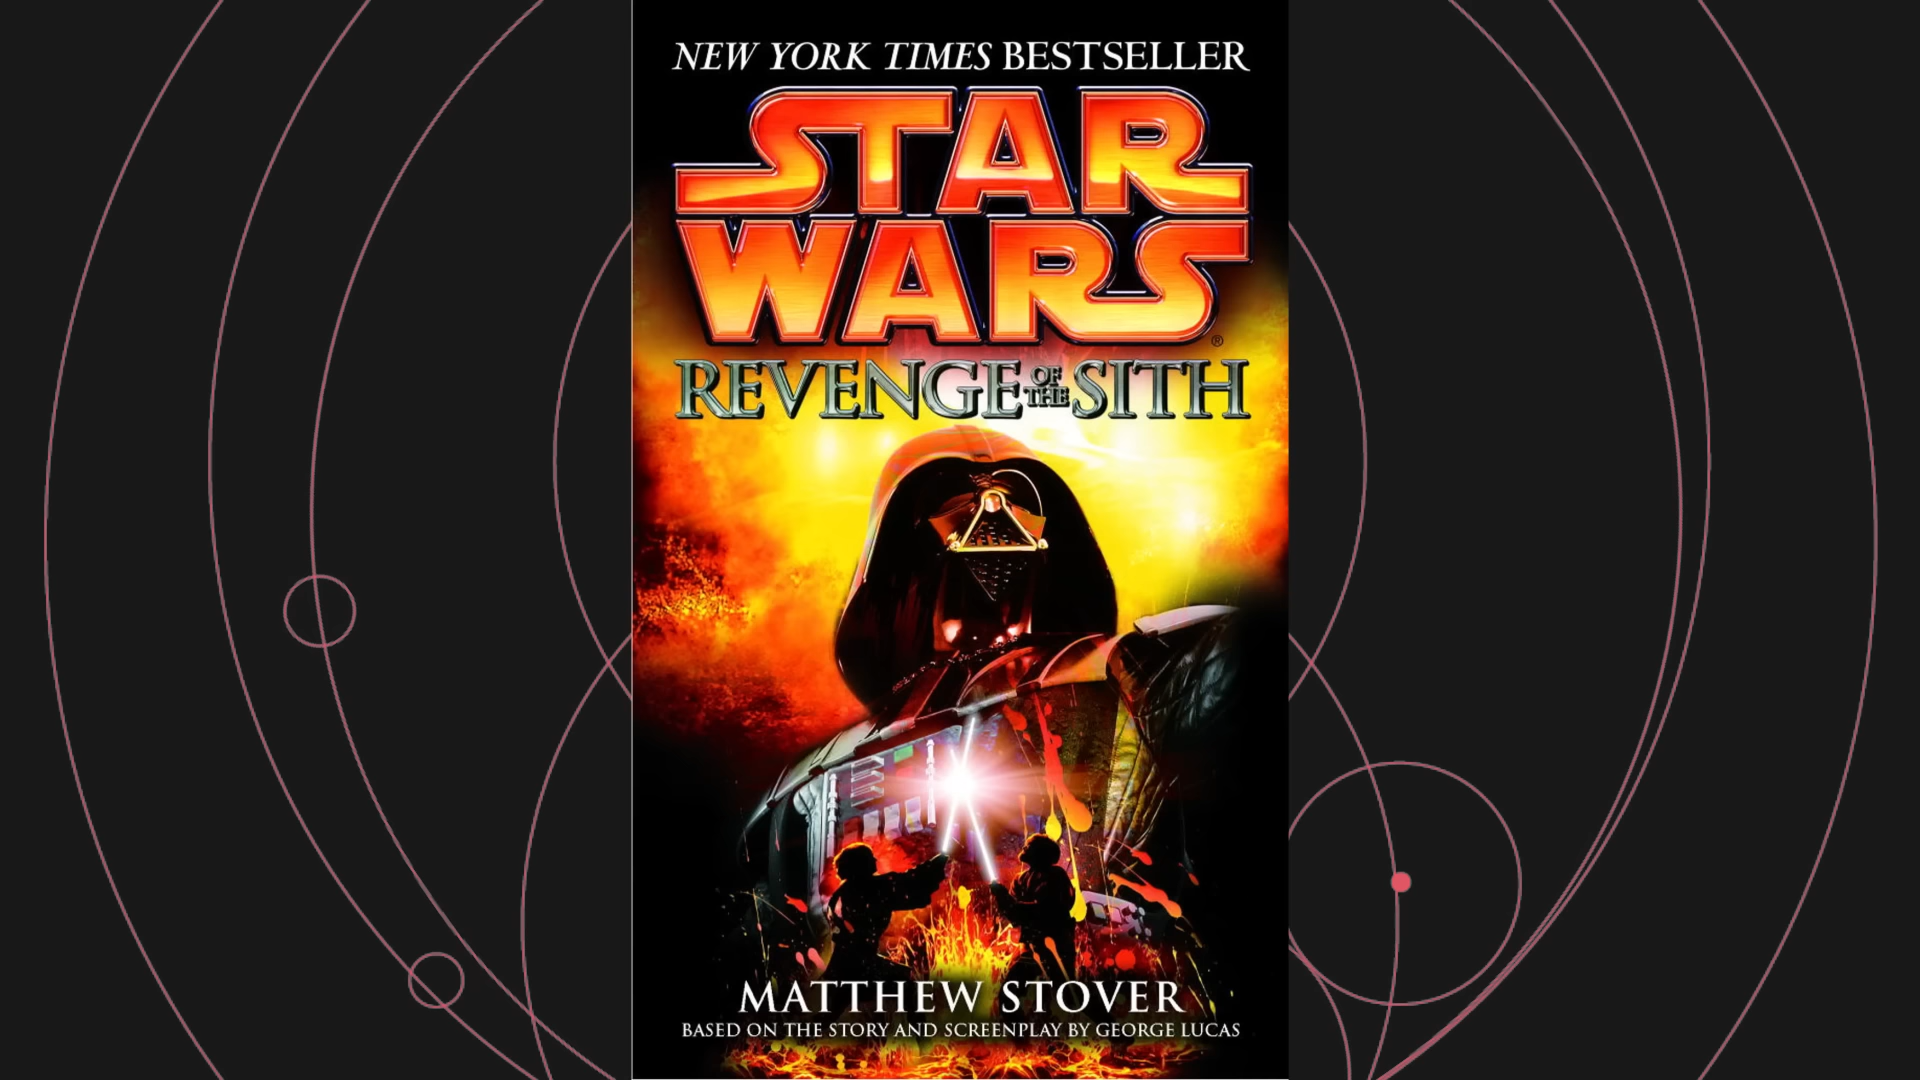 NEW YORK TIMES BESTSELLER
STAR
WARS®
REVENGE OF THE SITH
MATTHEW STOVER
BASED ON THE STORY AND SCREENPLAY BY GEORGE LUCAS